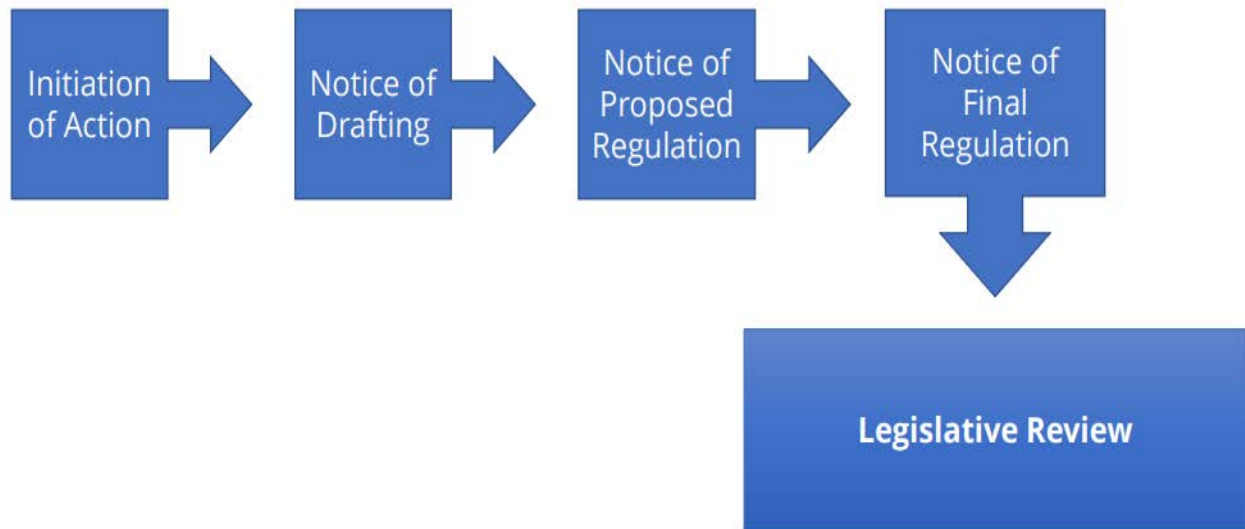 Initiation
of Action
Notice of
Drafting
Notice of
Proposed
Regulation
Notice of
Final
Regulation
Legislative Review